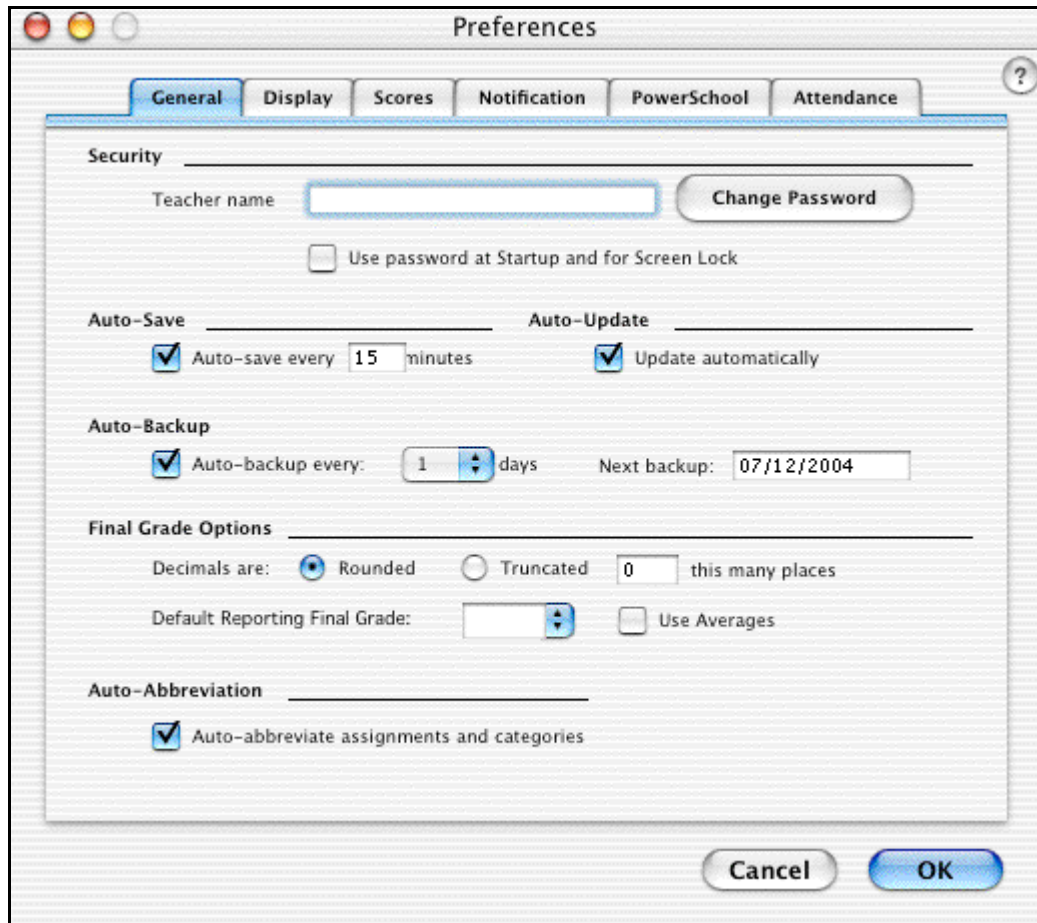 Preferences
?
General Display Scores Notification PowerSchool Attendance
Security
Teacher name Change Password
Use password at Startup and for Screen Lock
Auto-Save Auto-Update
Auto-save every 15 minutes Update automatically
Auto-Backup
Auto-backup every: 1 days Next backup: 07/12/2004
Final Grade Options
Decimals are: Rounded Truncated 0 this many places
Default Reporting Final Grade: Use Averages
Auto-Abbreviation
Auto-abbreviate assignments and categories
Cancel OK